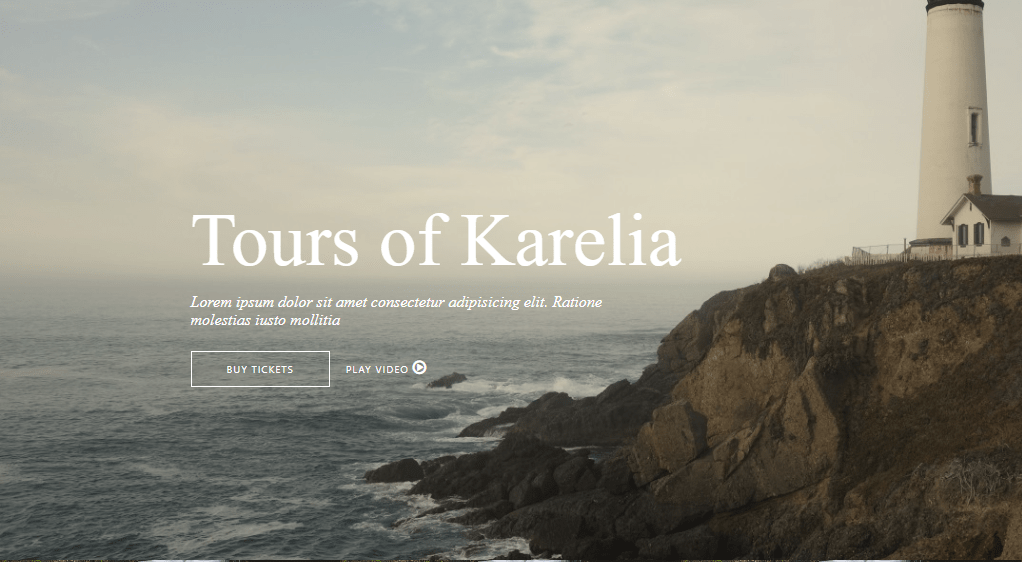 Tours of Karelia
Lorem ipsum dolor sit amet consectetur adipisicing elit. Ratione
molestias iusto mollitia
BUY TICKETS PLAY VIDEO